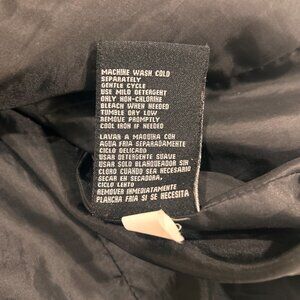 MACHINE WASH COLD
SEPARATELY
GENTLE CYCLE
USE MILD DETERGENT
ONLY NON-CHLORINE
BLEACH WHEN NEEDED
TUMBLE DRY LOW
REMOVE PROMPTLY
COOL IRON IF NEEDED
LAVAR A MAQUINA CON
AGUA FRIA SEPARADAMENTE
CICLO DELICADO
USAR DETERGENTE SUAVE
USAR SOLO BLANQUEADOR SIN
CLORO CUANDO SEA NECESARIO
SECAR EN SECADORA,
CICLO LENTO
REMOVER INMEDIATAMENTE
PLANCHA FRIA SI SE NECESITA